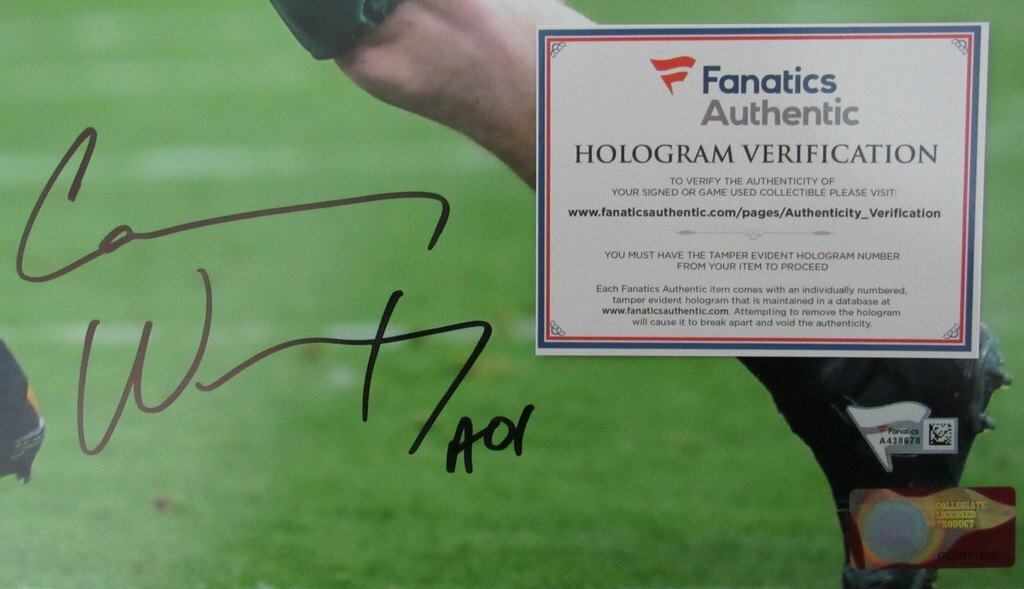 Fanatics
Authentic
HOLOGRAM VERIFICATION
TO VERIFY THE AUTHENTICITY OF
YOUR SIGNED OR GAME USED COLLECTIBLE PLEASE VISIT:
www.fanaticsauthentic.com/pages/Authenticity_Verification
YOU MUST HAVE THE TAMPER EVIDENT HOLOGRAM NUMBER
FROM YOUR ITEM TO PROCEED
Each Fanatics Authentic item comes with an individually numbered,
tamper evident hologram that is maintained in a database at
www.fanaticsauthentic.com. Attempting to remove the hologram
will cause it to break apart and void the authenticity.
AO1
Fanatics
A438678
COLLEGIATE
LICENSED
PRODUCT